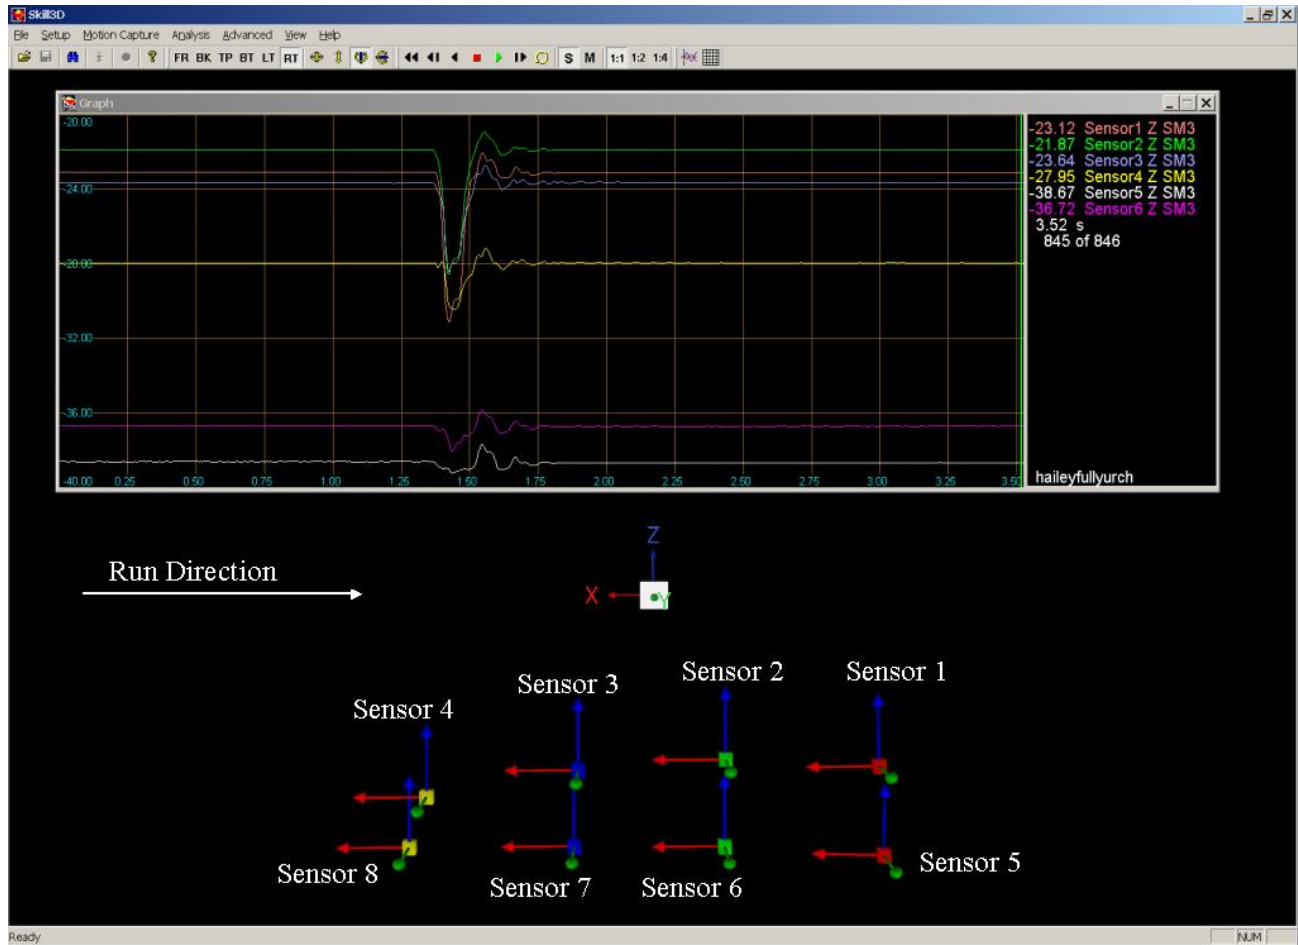 Skill3D
File Setup Motion Capture Analysis Advanced View Help
FR BK TP BT LT RT S M 1:1 1:2 1:4
Graph
-20.00
-24.00
-28.00
-32.00
-36.00
-40.00 0.25 0.50 0.75 1.00 1.25 1.50 1.75 2.00 2.25 2.50 2.75 3.00 3.25 3.50
-23.12 Sensor1 Z SM3
-21.87 Sensor2 Z SM3
-23.64 Sensor3 Z SM3
-27.95 Sensor4 Z SM3
-38.67 Sensor5 Z SM3
-36.72 Sensor6 Z SM3
3.52 s
845 of 846
haileyfullyurch
Run Direction
Z
X
Y
Sensor 4
Sensor 3
Sensor 2
Sensor 1
Sensor 8
Sensor 7
Sensor 6
Sensor 5
Ready
NUM